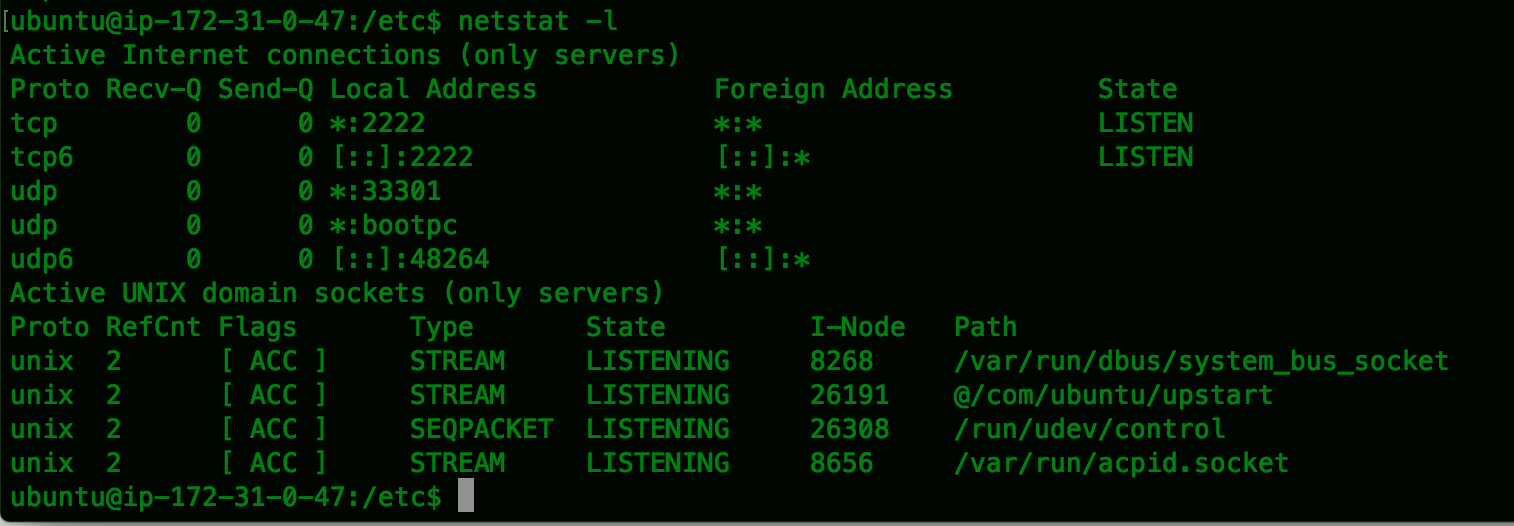 [ubuntu@ip-172-31-0-47:/etc$ netstat -l
Active Internet connections (only servers)
Proto Recv-Q Send-Q Local Address           Foreign Address         State
tcp        0      0 *:2222                  *:*                     LISTEN
tcp6       0      0 [::]:2222               [::]:*                  LISTEN
udp        0      0 *:33301                 *:*
udp        0      0 *:bootpc                *:*
udp6       0      0 [::]:48264              [::]:*
Active UNIX domain sockets (only servers)
Proto RefCnt Flags       Type       State         I-Node   Path
unix  2      [ ACC ]     STREAM     LISTENING     8268     /var/run/dbus/system_bus_socket
unix  2      [ ACC ]     STREAM     LISTENING     26191    @/com/ubuntu/upstart
unix  2      [ ACC ]     SEQPACKET  LISTENING     26308    /run/udev/control
unix  2      [ ACC ]     STREAM     LISTENING     8656     /var/run/acpid.socket
ubuntu@ip-172-31-0-47:/etc$